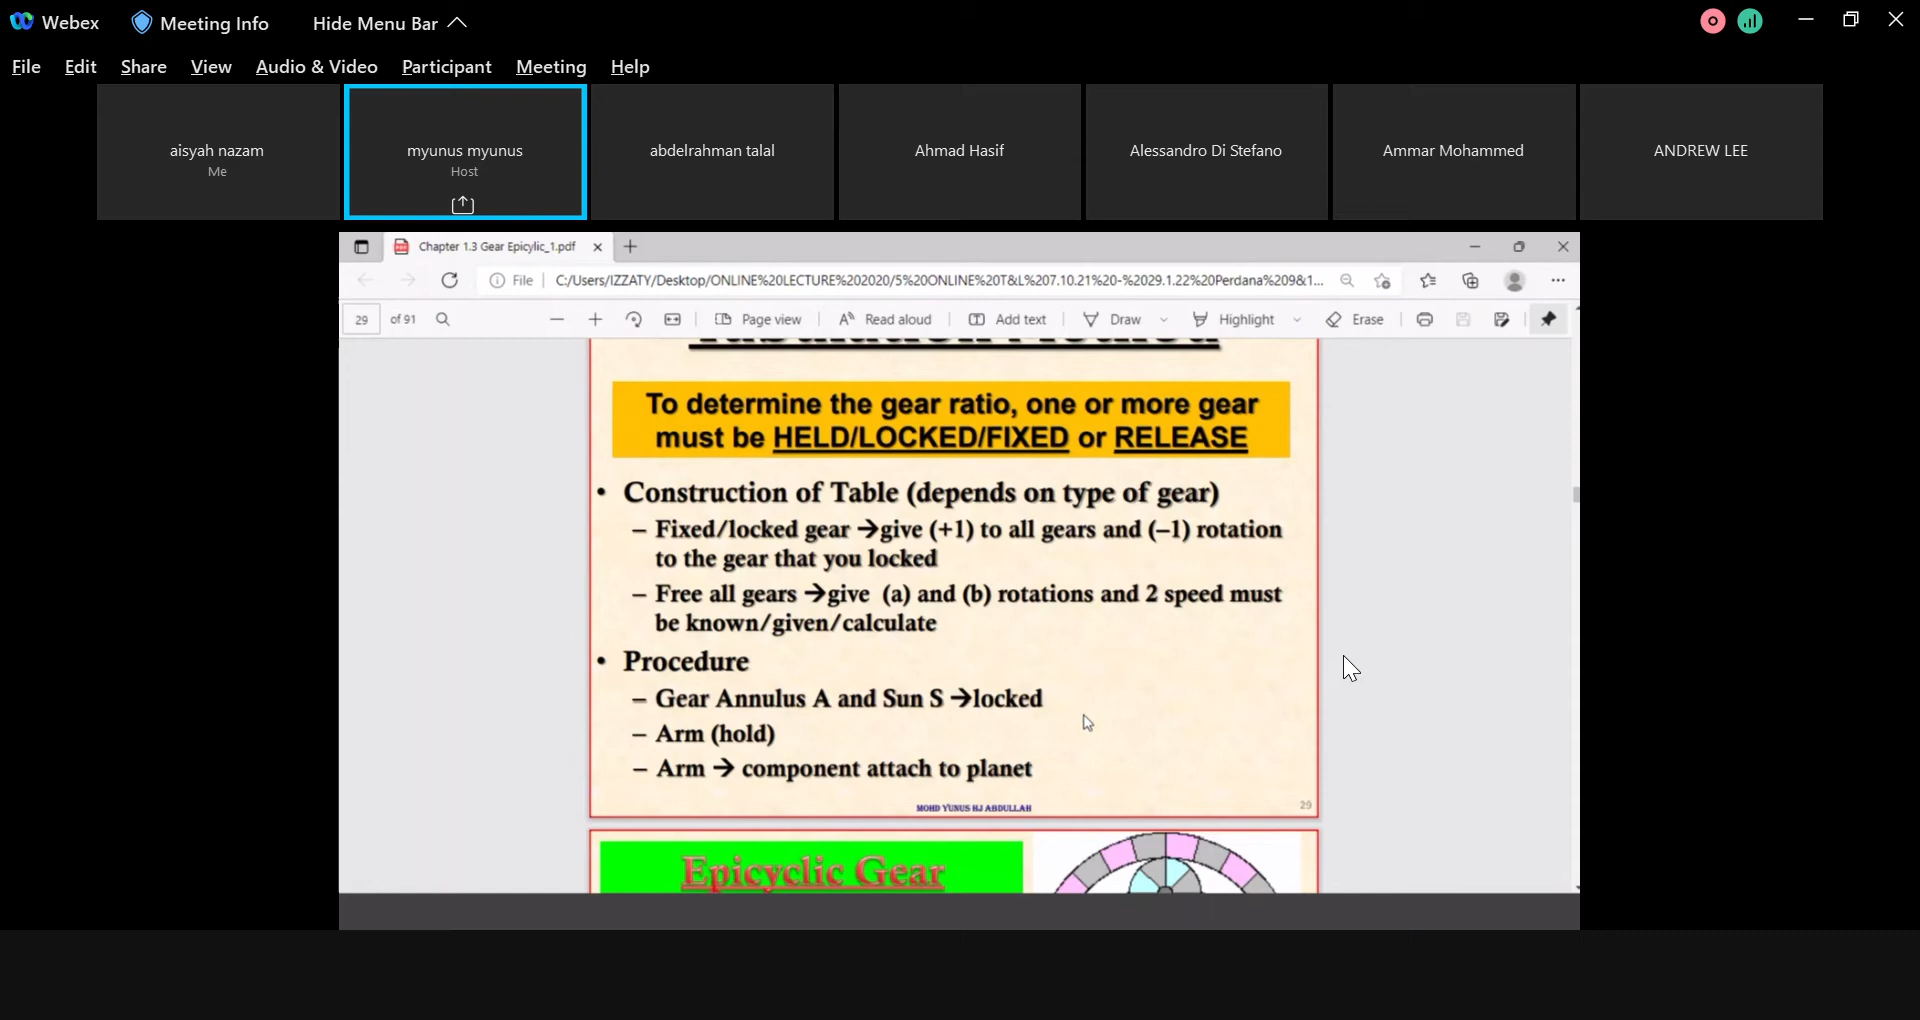 Webex Meeting Info Hide Menu Bar
File Edit Share View Audio & Video Participant Meeting Help
aisyah nazam
Me
myunus myunus
Host
abdelrahman talal
Ahmad Hasif
Alessandro Di Stefano
Ammar Mohammed
ANDREW LEE
Chapter 1.3 Gear Epicylic_1.pdf
File C:/Users/IZZATY/Desktop/ONLINE%20LECTURE%202020/5%20ONLINE%20T&L%207.10.21%20-%2029.1.22%20Perdana%209&1...
29 of 91 Page view Read aloud Add text Draw Highlight Erase
Tabulation Method
To determine the gear ratio, one or more gear
must be HELD/LOCKED/FIXED or RELEASE
• Construction of Table (depends on type of gear)
– Fixed/locked gear →give (+1) to all gears and (–1) rotation
to the gear that you locked
– Free all gears →give (a) and (b) rotations and 2 speed must
be known/given/calculate
• Procedure
– Gear Annulus A and Sun S →locked
– Arm (hold)
– Arm → component attach to planet
MOHD YUNUS HJ ABDULLAH
29
Epicyclic Gear